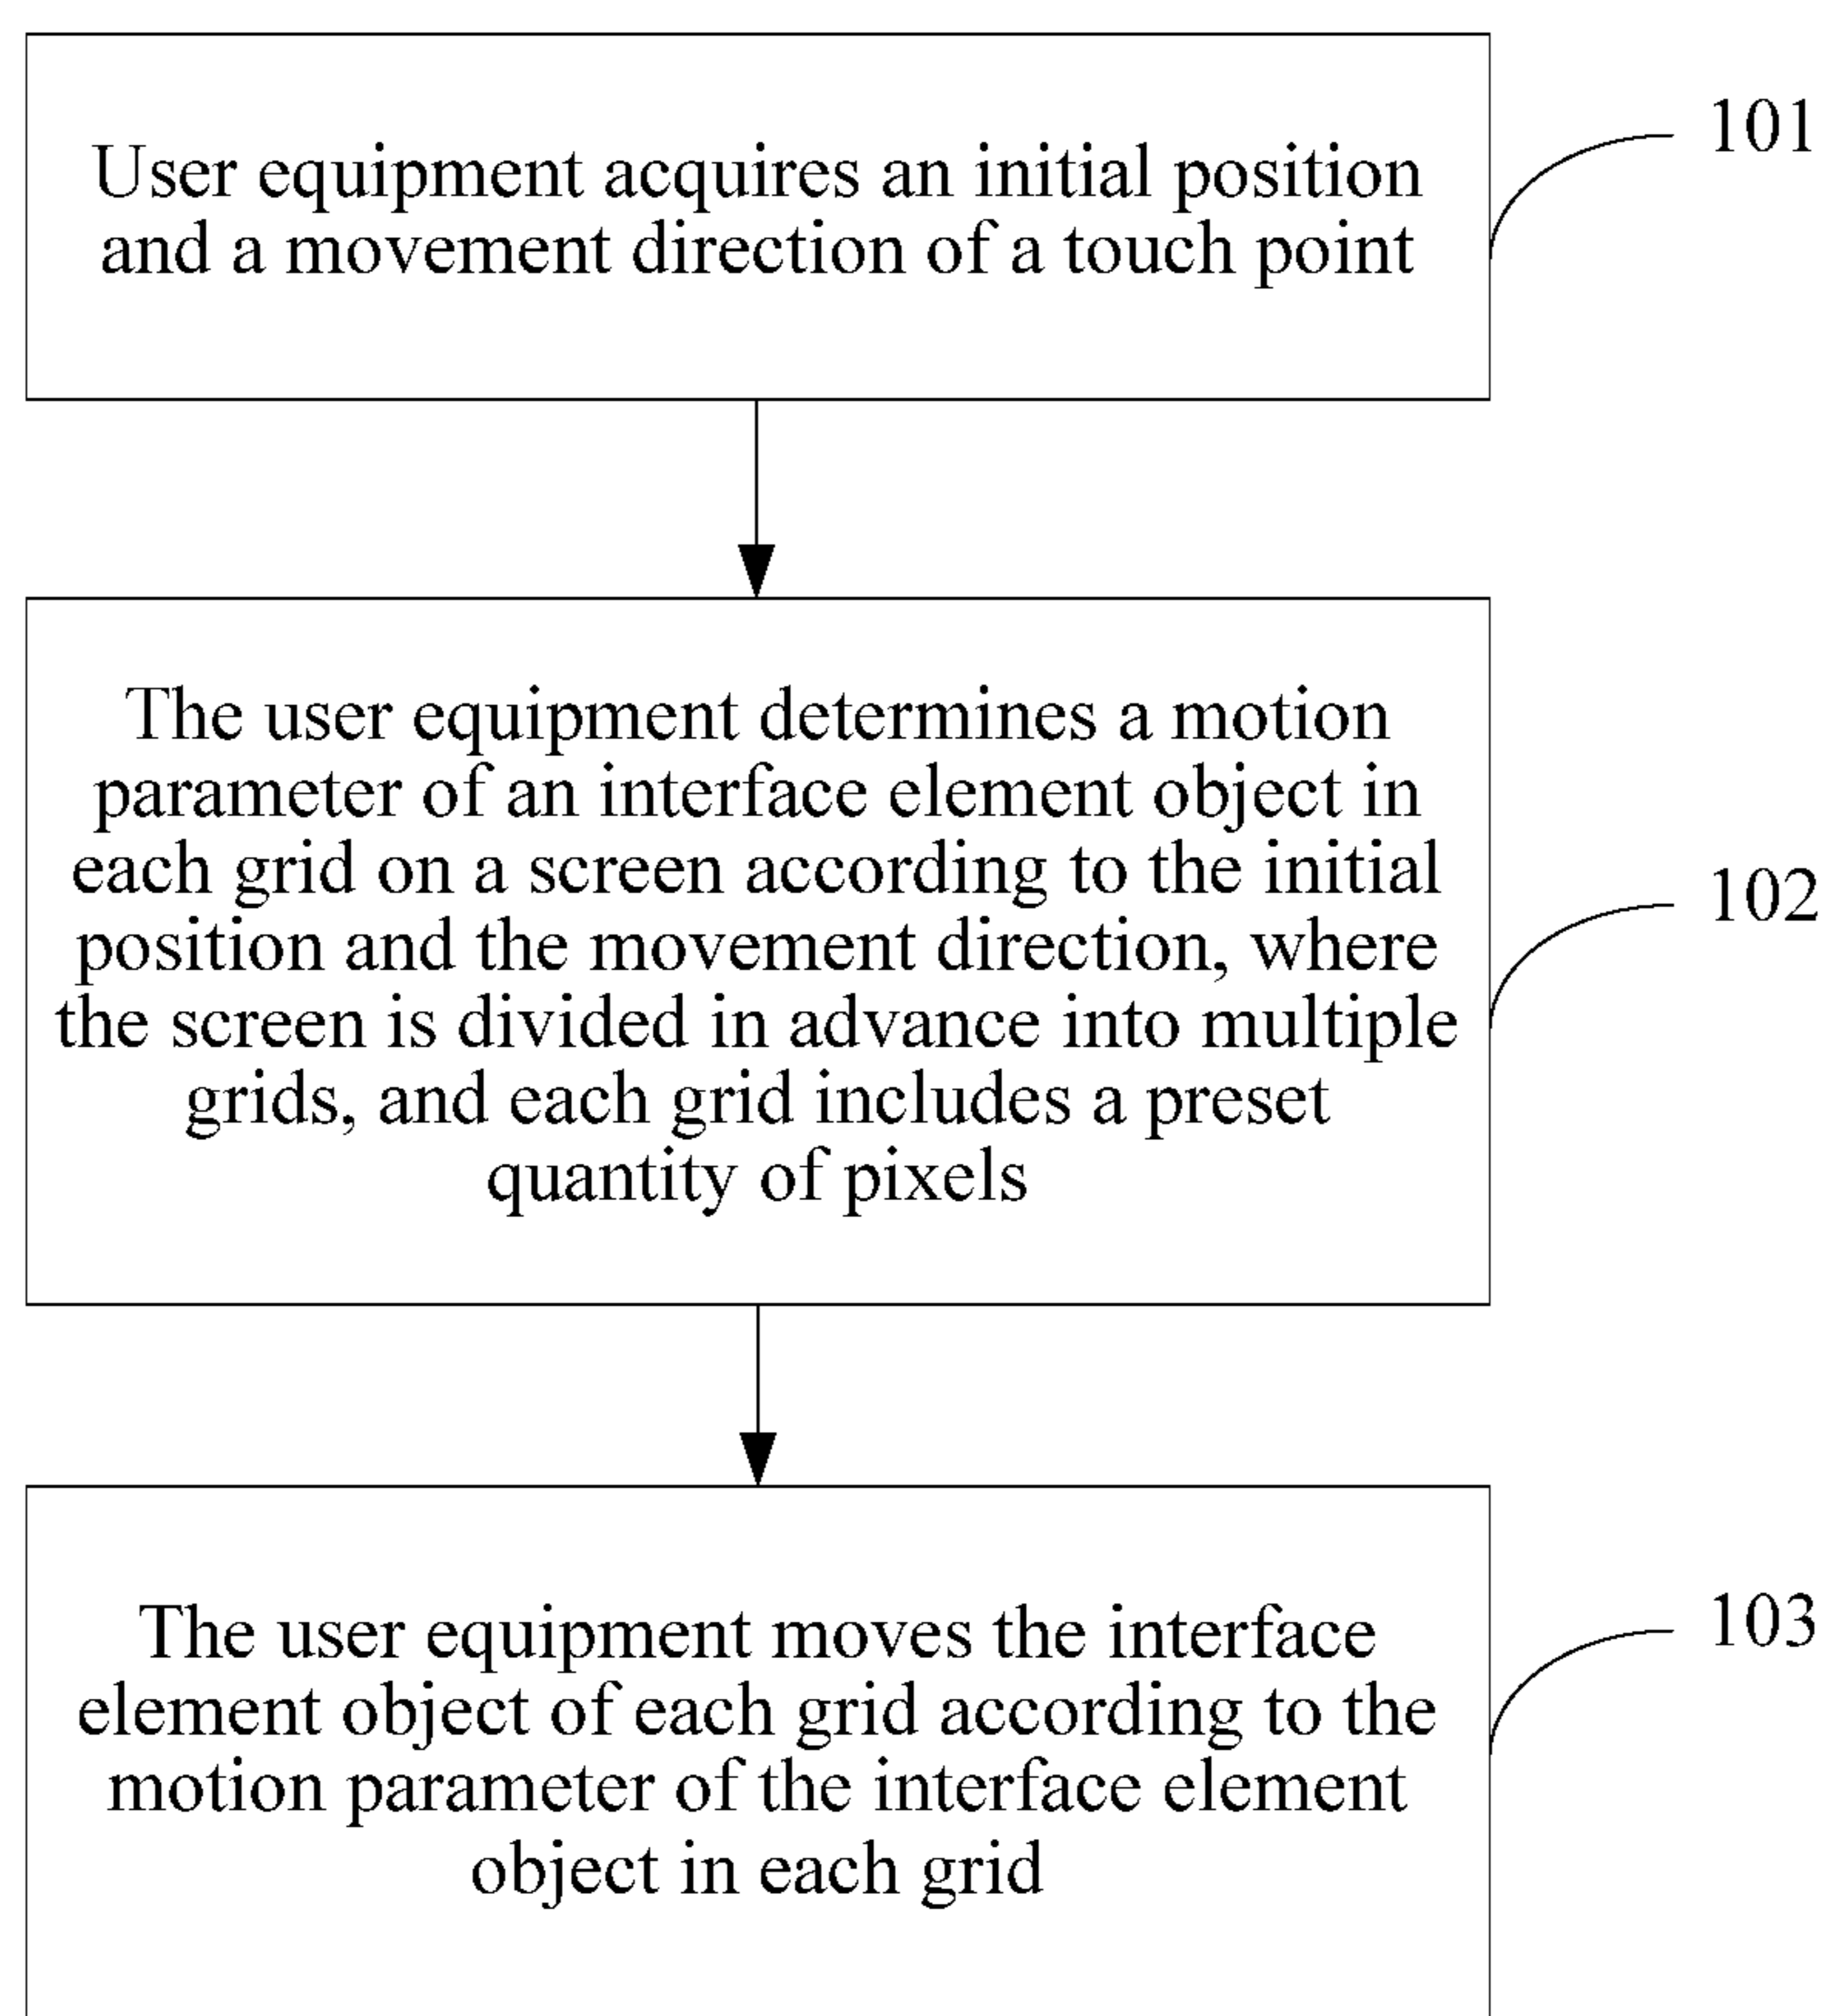 User equipment acquires an initial position
and a movement direction of a touch point
101
The user equipment determines a motion
parameter of an interface element object in
each grid on a screen according to the initial
position and the movement direction, where
the screen is divided in advance into multiple
grids, and each grid includes a preset
quantity of pixels
102
The user equipment moves the interface
element object of each grid according to the
motion parameter of the interface element
object in each grid
103